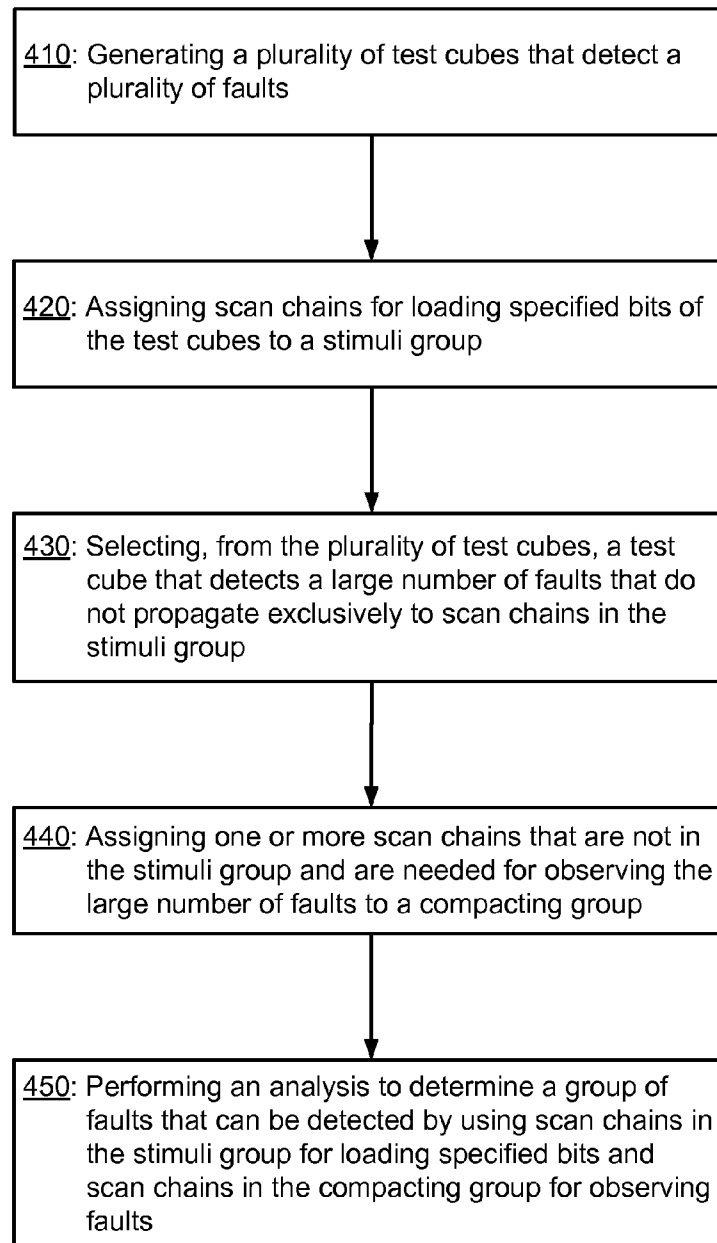 410: Generating a plurality of test cubes that detect a
plurality of faults
420: Assigning scan chains for loading specified bits of
the test cubes to a stimuli group
430: Selecting, from the plurality of test cubes, a test
cube that detects a large number of faults that do
not propagate exclusively to scan chains in the
stimuli group
440: Assigning one or more scan chains that are not in
the stimuli group and are needed for observing the
large number of faults to a compacting group
450: Performing an analysis to determine a group of
faults that can be detected by using scan chains in
the stimuli group for loading specified bits and
scan chains in the compacting group for observing
faults